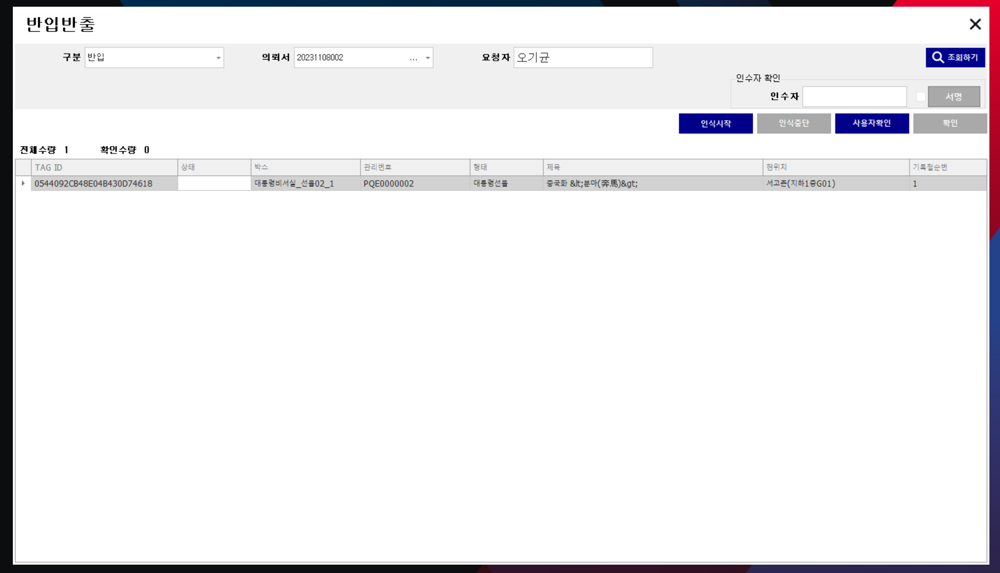 반입반출
구분 반입 의뢰서 20231108002 ... 요청자 오기균 조회하기
인수자 확인
인수자 서명
인식시작 인식중단 사용자확인 확인
전체수량 1 확인수량 0
TAG ID 상태 박스 관리번호 형태 제목 현위치 기록철순번
0544092CB48E04B430D74618 대통령비서실_선물02_1 PQE0000002 대통령선물 중국화 &lt;분마(奔馬)&gt; 서고존(지하1층G01) 1